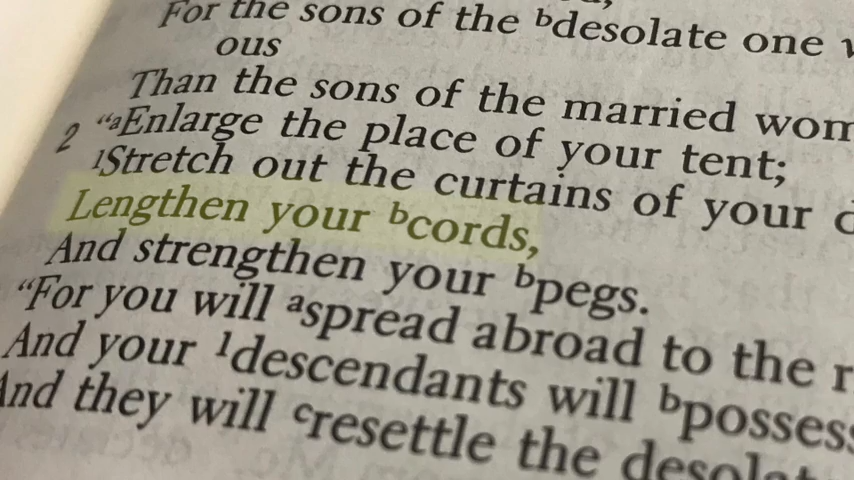 For the sons of the bdesolate one
ous
Than the sons of the married
2 “aEnlarge the place of your tent;
1Stretch out the curtains of your
Lengthen your bcords,
And strengthen your bpegs.
“For you will aspread abroad to the
And your 1descendants will bpossess
And they will cresettle the